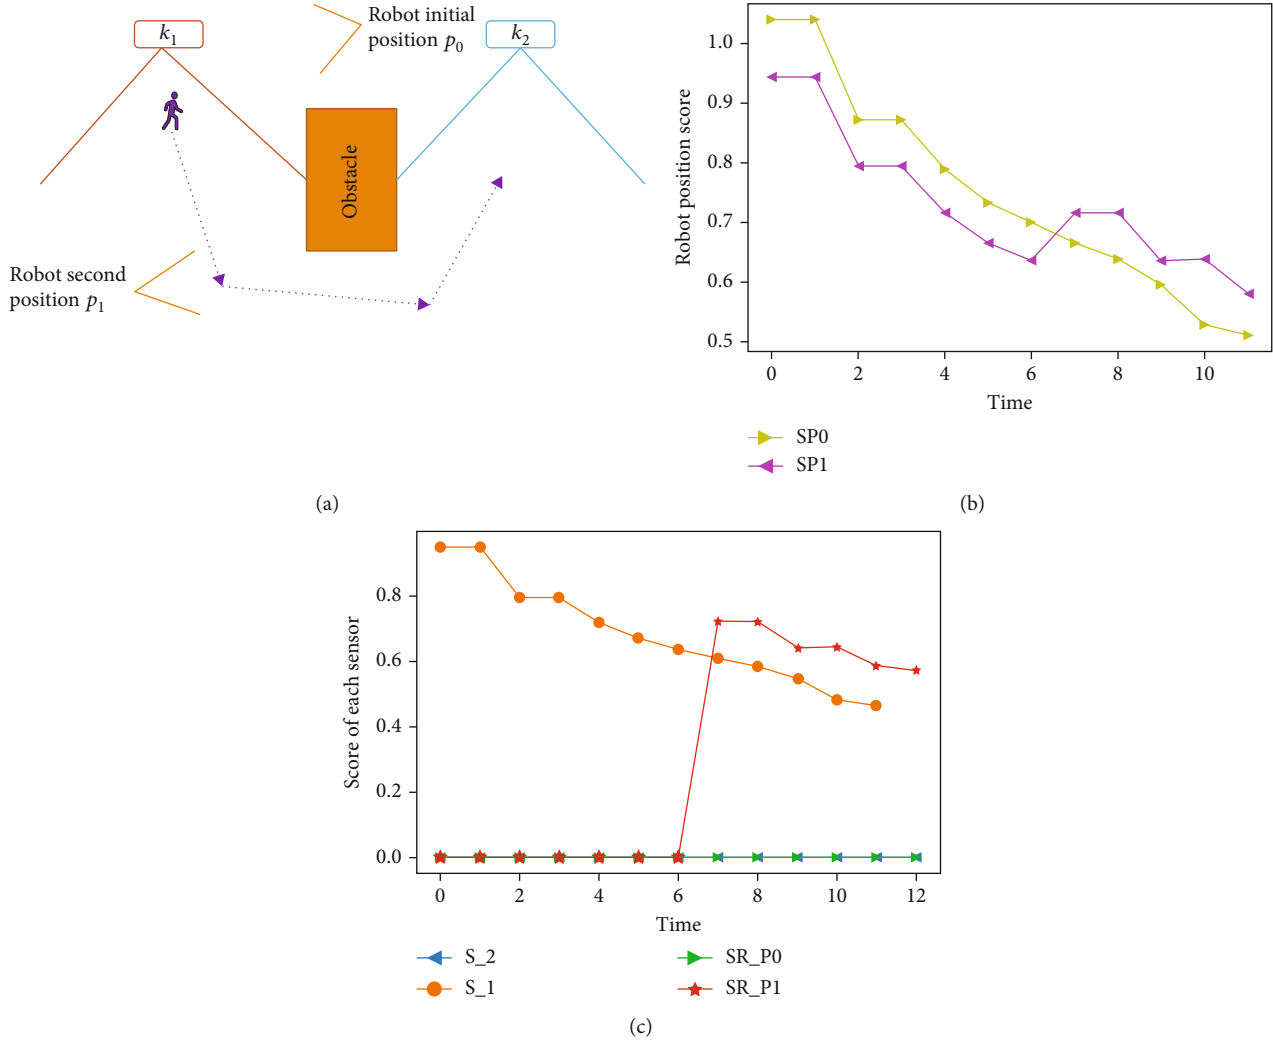 k1
Robot initial
position p0
k2
Obstacle
Robot second
position p1
(a)
Robot position score
1.0
0.9
0.8
0.7
0.6
0.5
0
2
4
6
8
10
Time
SP0
SP1
(b)
Score of each sensor
0.8
0.6
0.4
0.2
0.0
0
2
4
6
8
10
12
Time
S_2
SR_P0
S_1
SR_P1
(c)